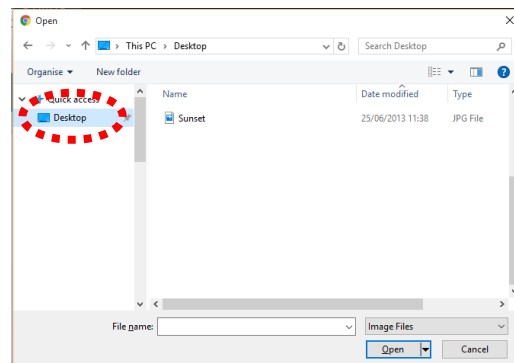 Open
This PC > Desktop
Search Desktop
Organise
New folder
Quick access
Desktop
Name
Date modified
Type
Sunset
25/06/2013 11:38
JPG File
File name:
Image Files
Open
Cancel